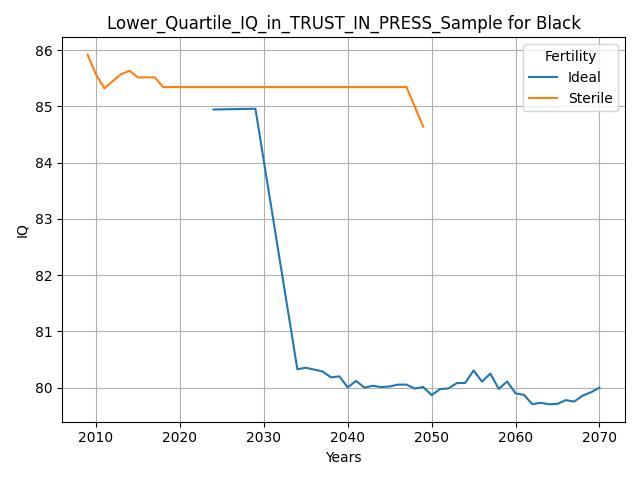 Lower_Quartile_IQ_in_TRUST_IN_PRESS_Sample for Black
Fertility
Ideal
Sterile
IQ
86
85
84
83
82
81
80
2010 2020 2030 2040 2050 2060 2070
Years